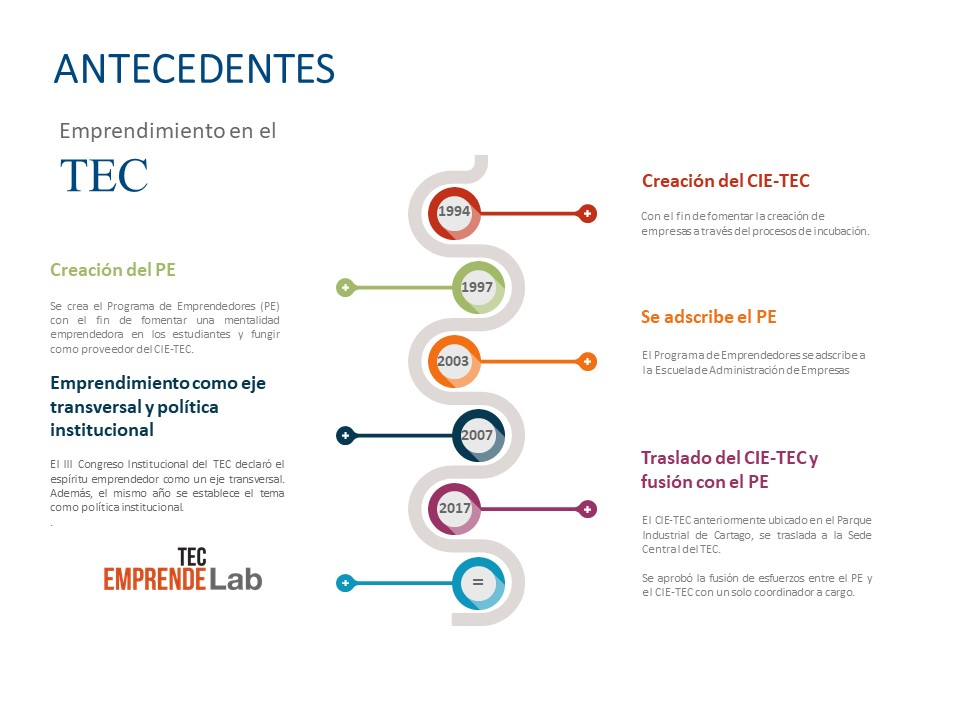 ANTECEDENTES
Emprendimiento en el
TEC
1994
Creación del CIE-TEC
Con el fin de fomentar la creación de
empresas a través del procesos de incubación.
Creación del PE
Se crea el Programa de Emprendedores (PE)
con el fin de fomentar una mentalidad
emprendedora en los estudiantes y fungir
como proveedor del CIE-TEC.
1997
Se adscribe el PE
El Programa de Emprendedores se adscribe a
la Escuela de Administración de Empresas
2003
Emprendimiento como eje
transversal y política
institucional
El III Congreso Institucional del TEC declaró el
espíritu emprendedor como un eje transversal.
Además, el mismo año se establece el tema
como política institucional.
.
2007
Traslado del CIE-TEC y
fusión con el PE
El CIE-TEC anteriormente ubicado en el Parque
Industrial de Cartago, se traslada a la Sede
Central del TEC.
Se aprobó la fusión de esfuerzos entre el PE y
el CIE-TEC con un solo coordinador a cargo.
2017
TEC
EMPRENDE Lab
=